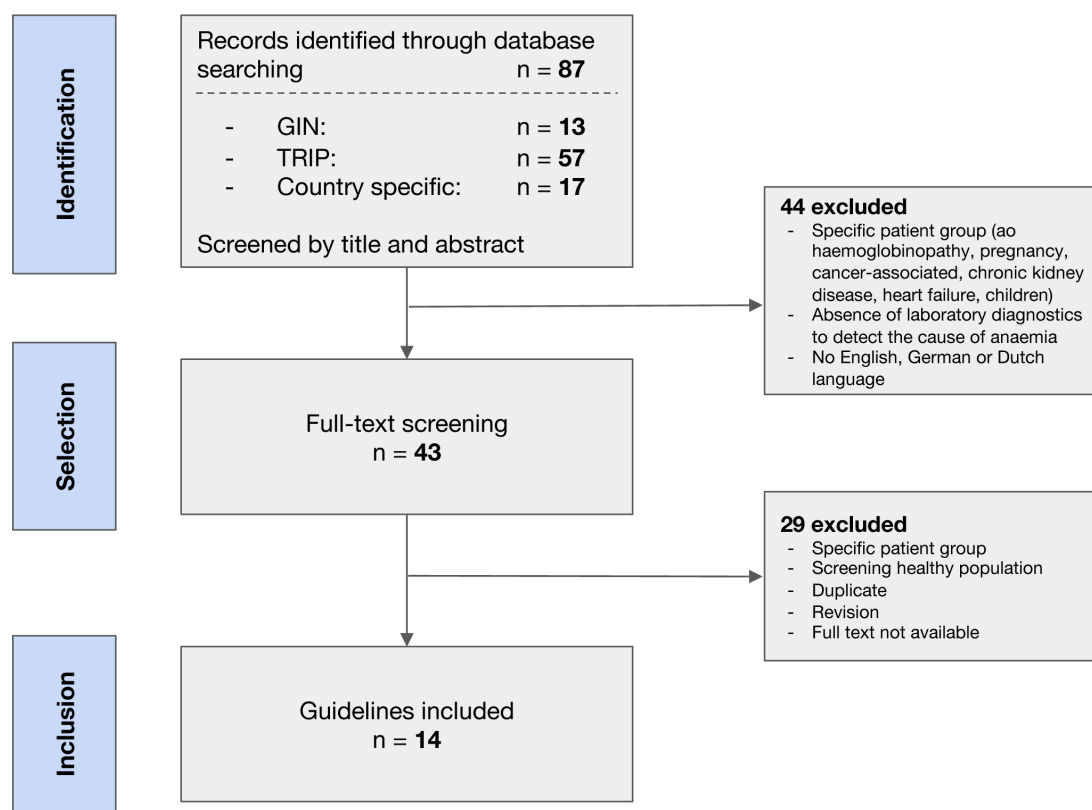 Identification
Records identified through database
searching n = 87
- GIN: n = 13
- TRIP: n = 57
- Country specific: n = 17
Screened by title and abstract
44 excluded
- Specific patient group (ao
haemoglobinopathy, pregnancy,
cancer-associated, chronic kidney
disease, heart failure, children)
- Absence of laboratory diagnostics
to detect the cause of anaemia
- No English, German or Dutch
language
Selection
Full-text screening
n = 43
29 excluded
- Specific patient group
- Screening healthy population
- Duplicate
- Revision
- Full text not available
Inclusion
Guidelines included
n = 14